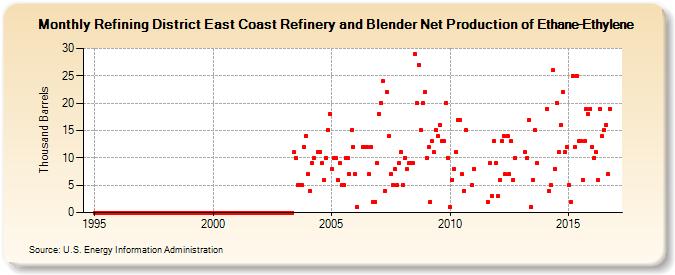 Monthly Refining District East Coast Refinery and Blender Net Production of Ethane-Ethylene
Thousand Barrels
30
25
20
15
10
5
0
1995 2000 2005 2010 2015
Source: U.S. Energy Information Administration